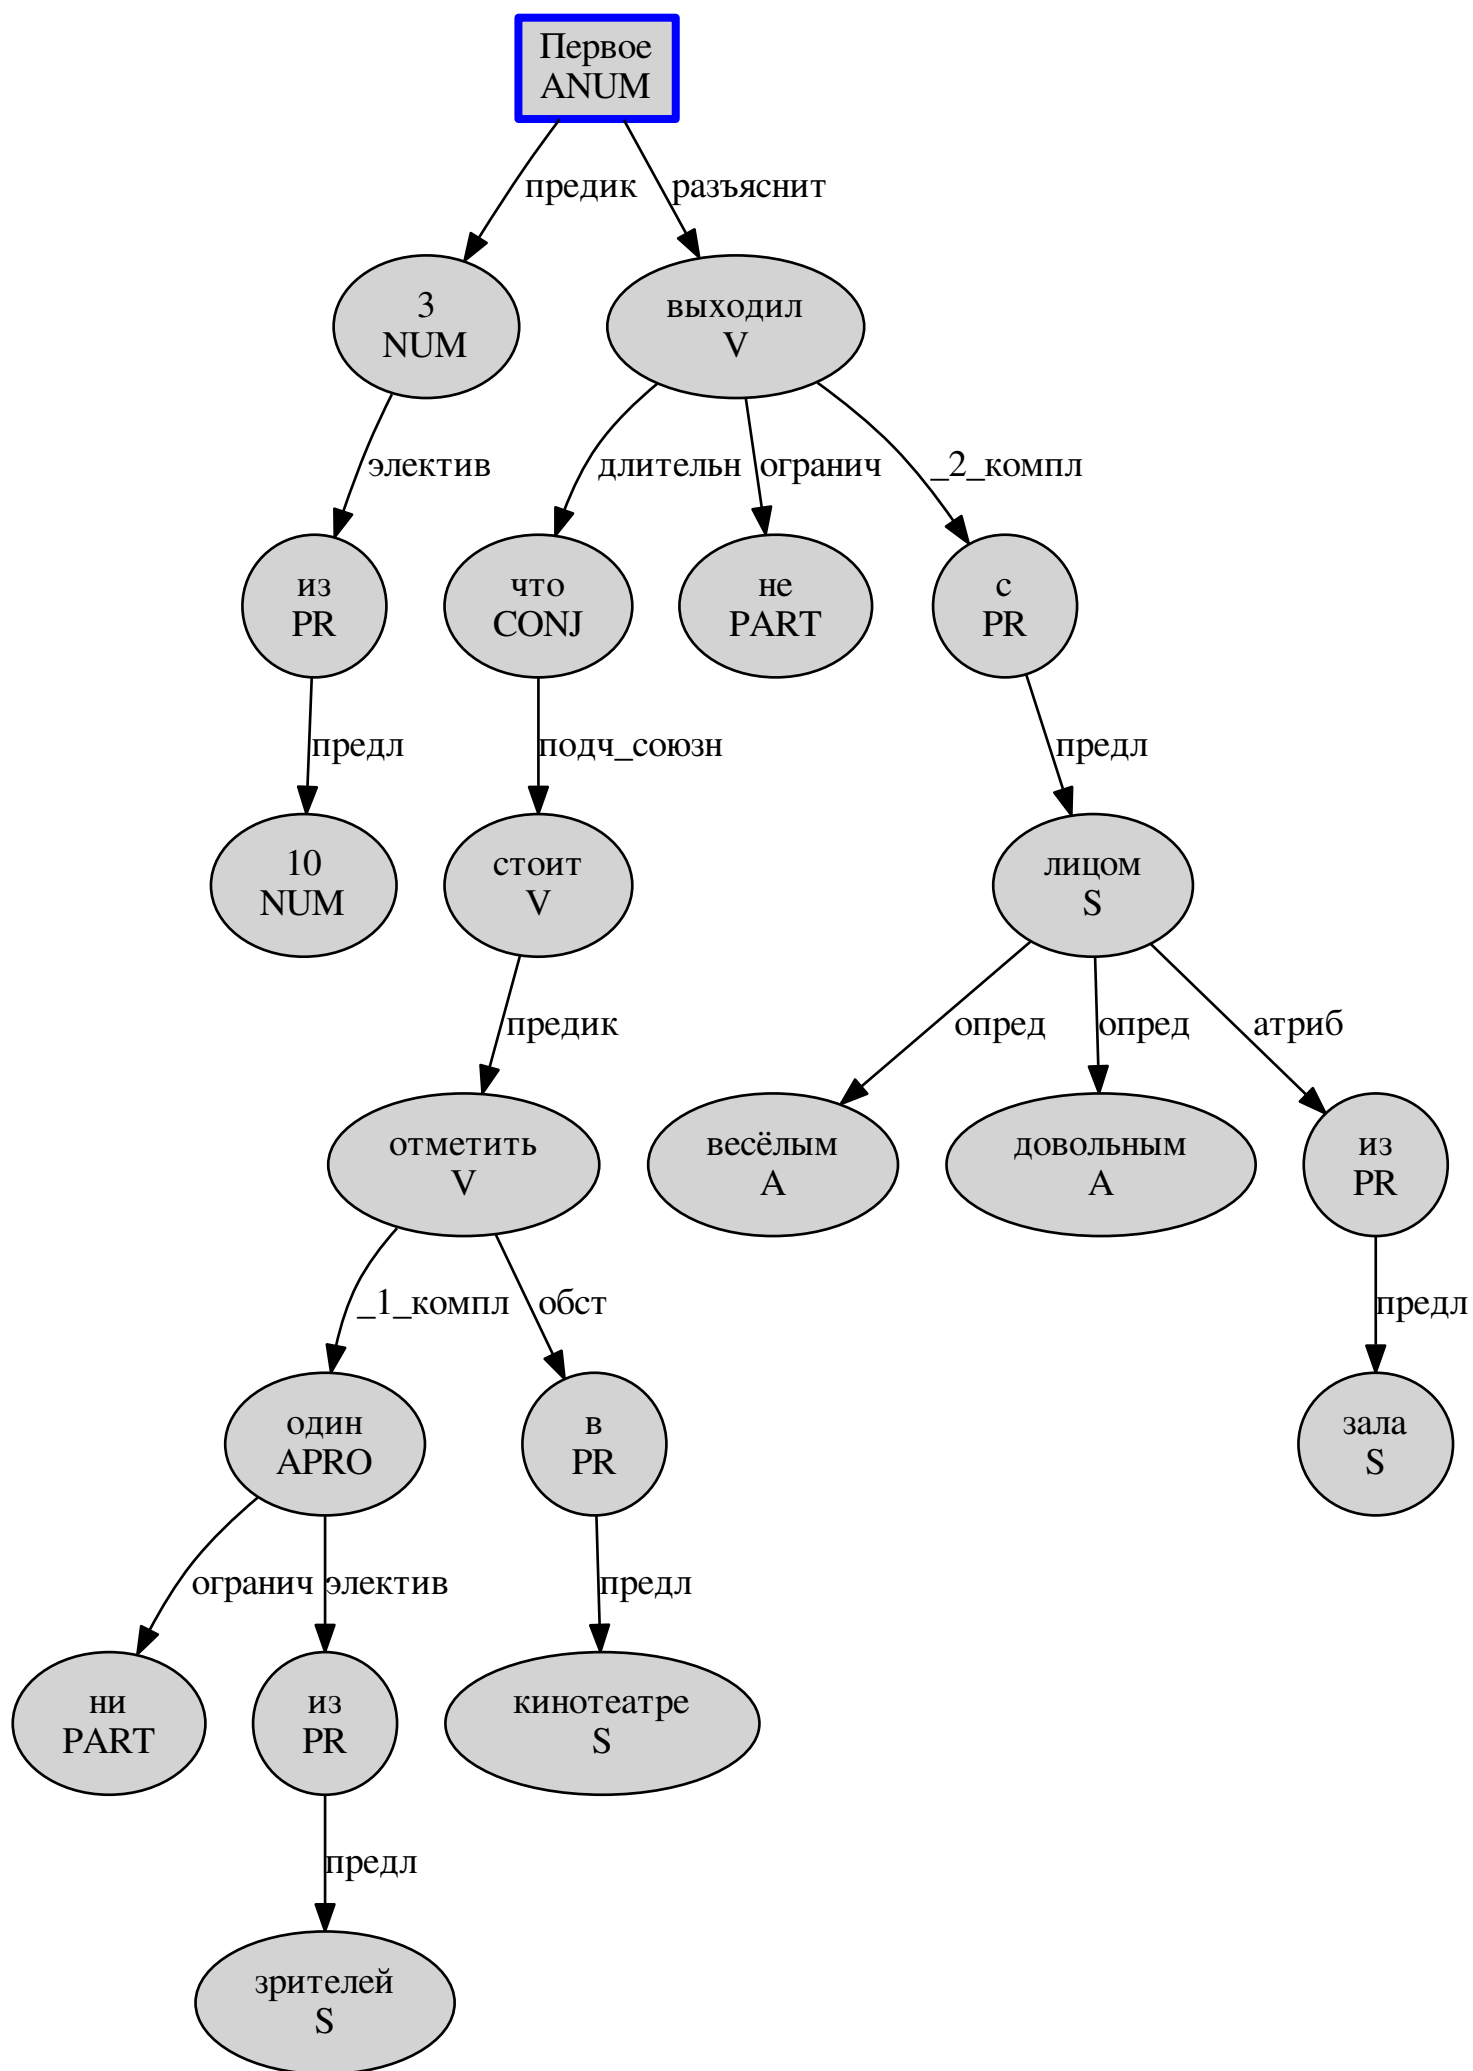 Первое
ANUM
предик
разъяснит
3
NUM
выходил
V
электив
длительн
огранич
_2_компл
из
PR
что
CONJ
не
PART
с
PR
предл
подч_союзн
предл
10
NUM
стоит
V
лицом
S
предик
опред
опред
атриб
отметить
V
весёлым
A
довольным
A
из
PR
_1_компл
обст
предл
один
APRO
в
PR
зала
S
огранич
электив
предл
ни
PART
из
PR
кинотеатре
S
предл
зрителей
S